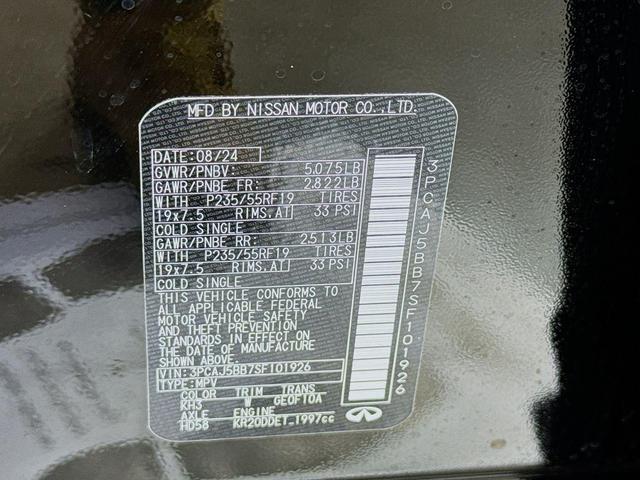 MFD BY NISSAN MOTOR CO.,LTD.
DATE: 08/24
GVWR/PNBV: 5,075LB
GAWR/PNBE FR: 2,822LB
WITH P235/55RF19 TIRES
19x7.5 RIMS.AT 33 PSI
COLD SINGLE
GAWR/PNBE RR: 2,513LB
WITH P235/55RF19 TIRES
19x7.5 RIMS.AT 33 PSI
COLD SINGLE
THIS VEHICLE CONFORMS TO
ALL APPLICABLE FEDERAL
MOTOR VEHICLE SAFETY
AND THEFT PREVENTION
STANDARDS IN EFFECT ON
THE DATE OF MANUFACTURE
SHOWN ABOVE.
VIN: 3PCAJ5BB7SF101926
TYPE: MPV
COLOR TRIM TRANS
KH3 W GEOF10A
AXLE ENGINE
HD58 KR20DDET 1997cc
3PCAJ5BB7SF101926